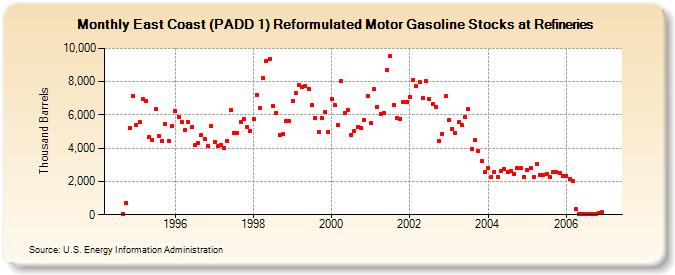 Monthly East Coast (PADD 1) Reformulated Motor Gasoline Stocks at Refineries
Thousand Barrels
10,000
8,000
6,000
4,000
2,000
0
1996 1998 2000 2002 2004 2006
Source: U.S. Energy Information Administration